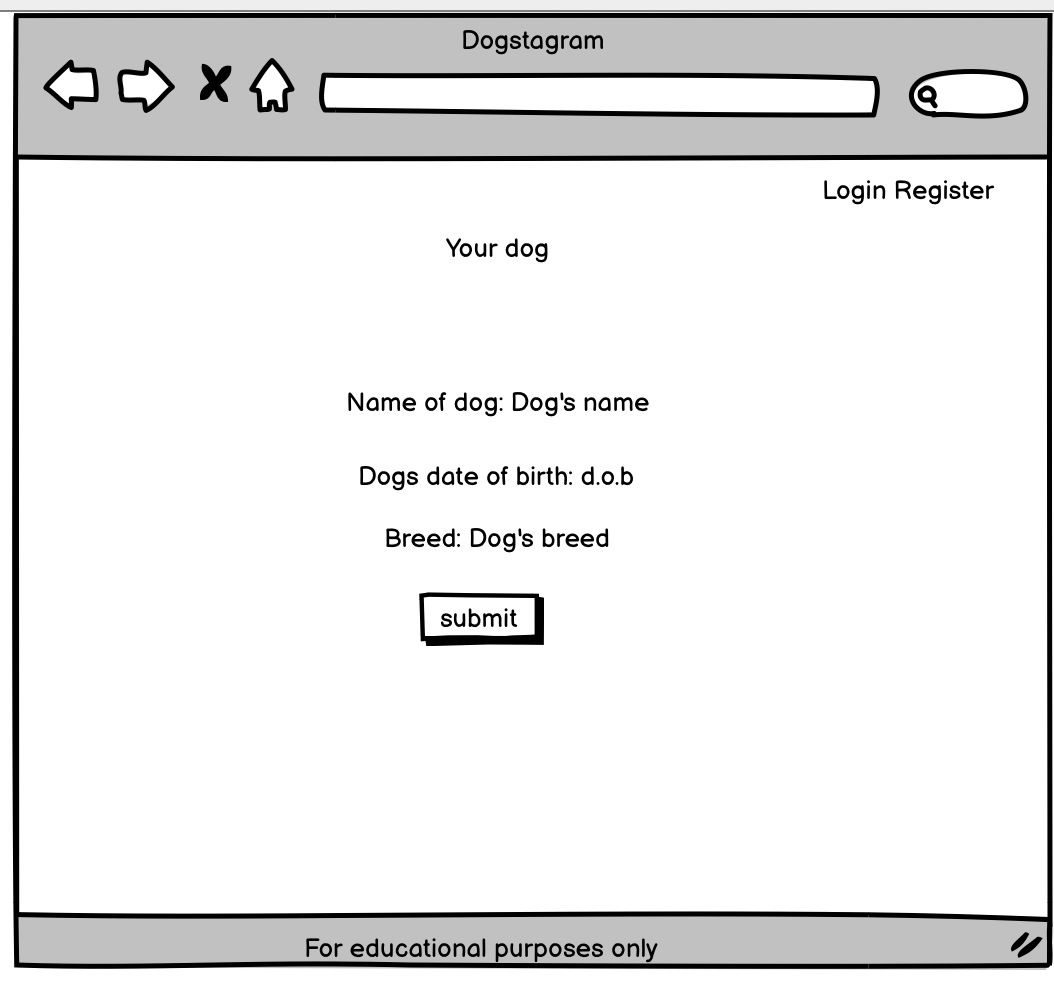 Dogstagram
Login Register
Your dog
Name of dog: Dog's name
Dogs date of birth: d.o.b
Breed: Dog's breed
submit
For educational purposes only